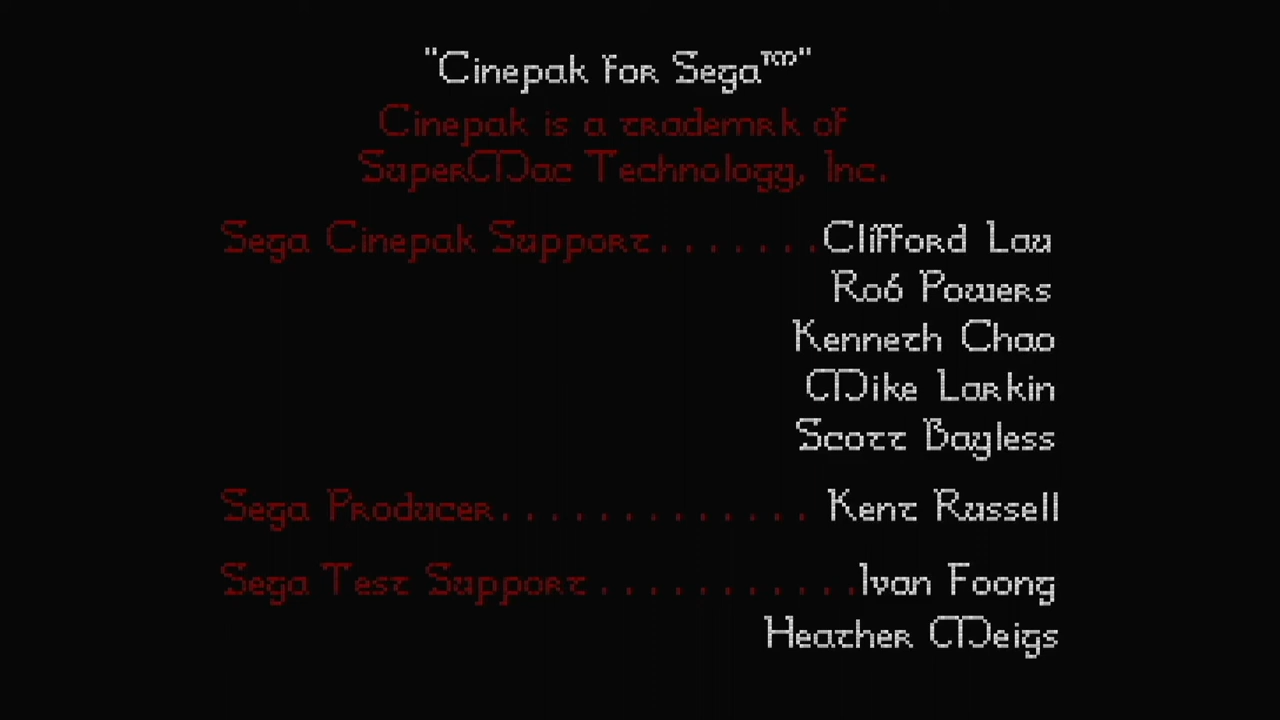 "Cinepak for Sega™"
Cinepak is a trademrk of
SuperMac Technology, Inc.
Sega Cinepak Support.......Clifford Lau
Rob Powers
Kenneth Chao
Mike Larkin
Scott Bayless
Sega Producer............. Kent Russell
Sega Test Support............Ivan Foong
Heather Meigs